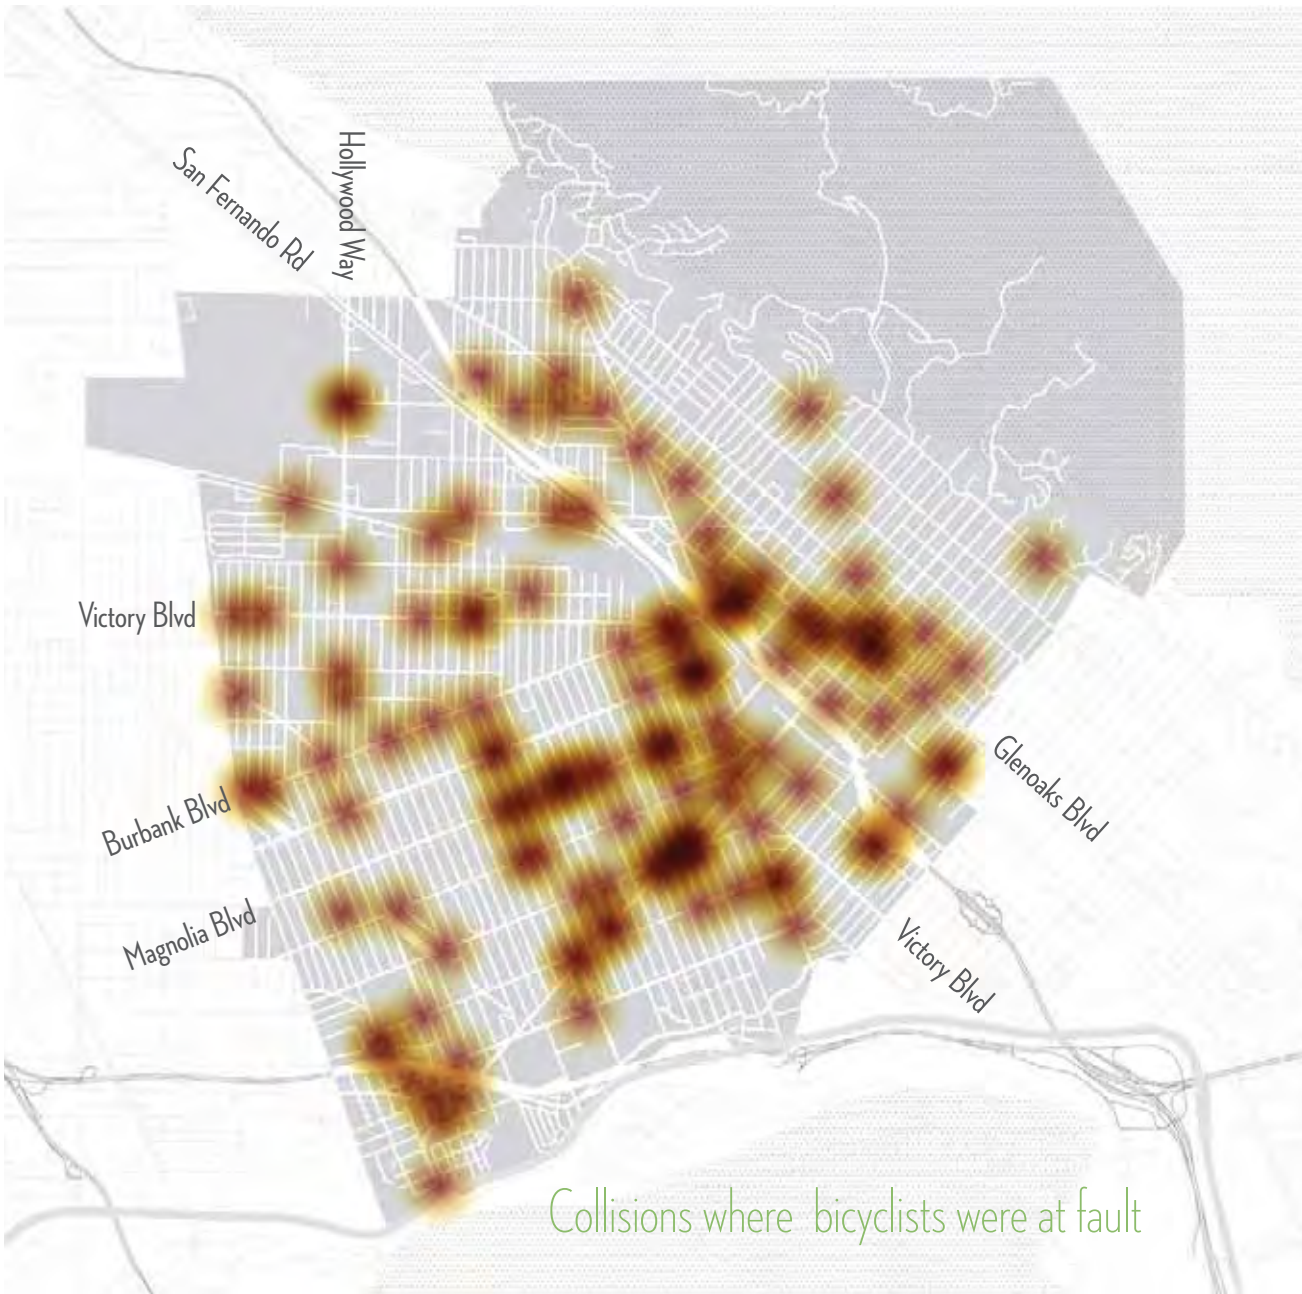 Hollywood Way
San Fernando Rd
Victory Blvd
Glenoaks Blvd
Burbank Blvd
Magnolia Blvd
Victory Blvd
Collisions where bicyclists were at fault